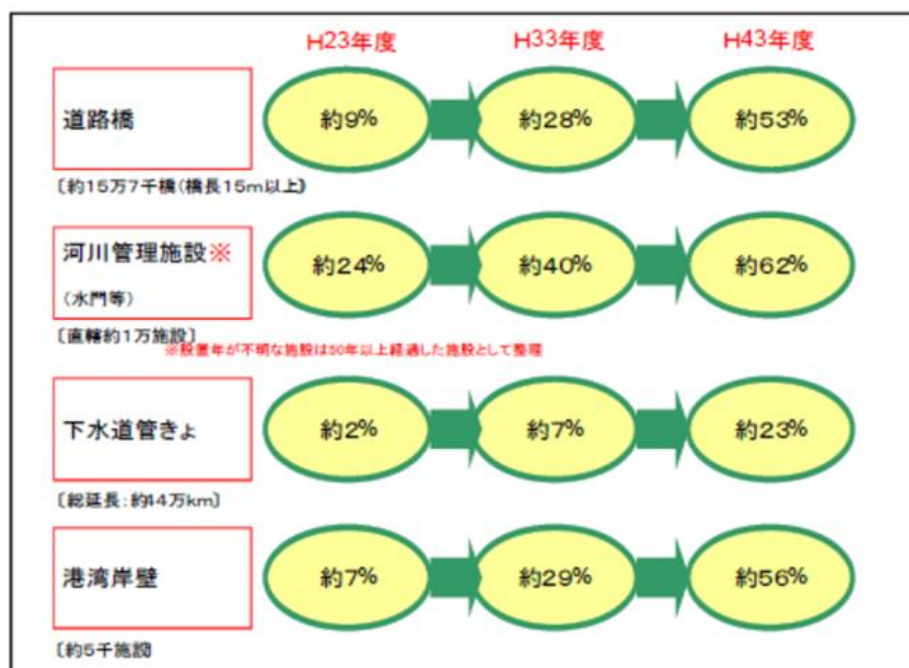 H23年度 H33年度 H43年度
道路橋 約9% 約28% 約53%
〔約15万7千橋(橋長15m以上)〕
河川管理施設※
(水門等)
約24% 約40% 約62%
〔直轄約1万施設〕
※設置年が不明な施設は50年以上経過した施設として整理
下水道管きょ 約2% 約7% 約23%
〔総延長:約44万km〕
港湾岸壁 約7% 約29% 約56%
〔約5千施設〕